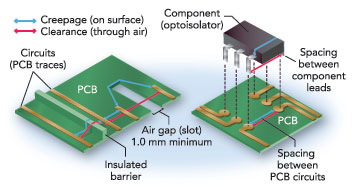 Creepage (on surface)
Clearance (through air)
Circuits
(PCB traces)
PCB
Air gap (slot)
1.0 mm minimum
Insulated
barrier
Component
(optoisolator)
Spacing
between
component
leads
PCB
Spacing
between
PCB circuits